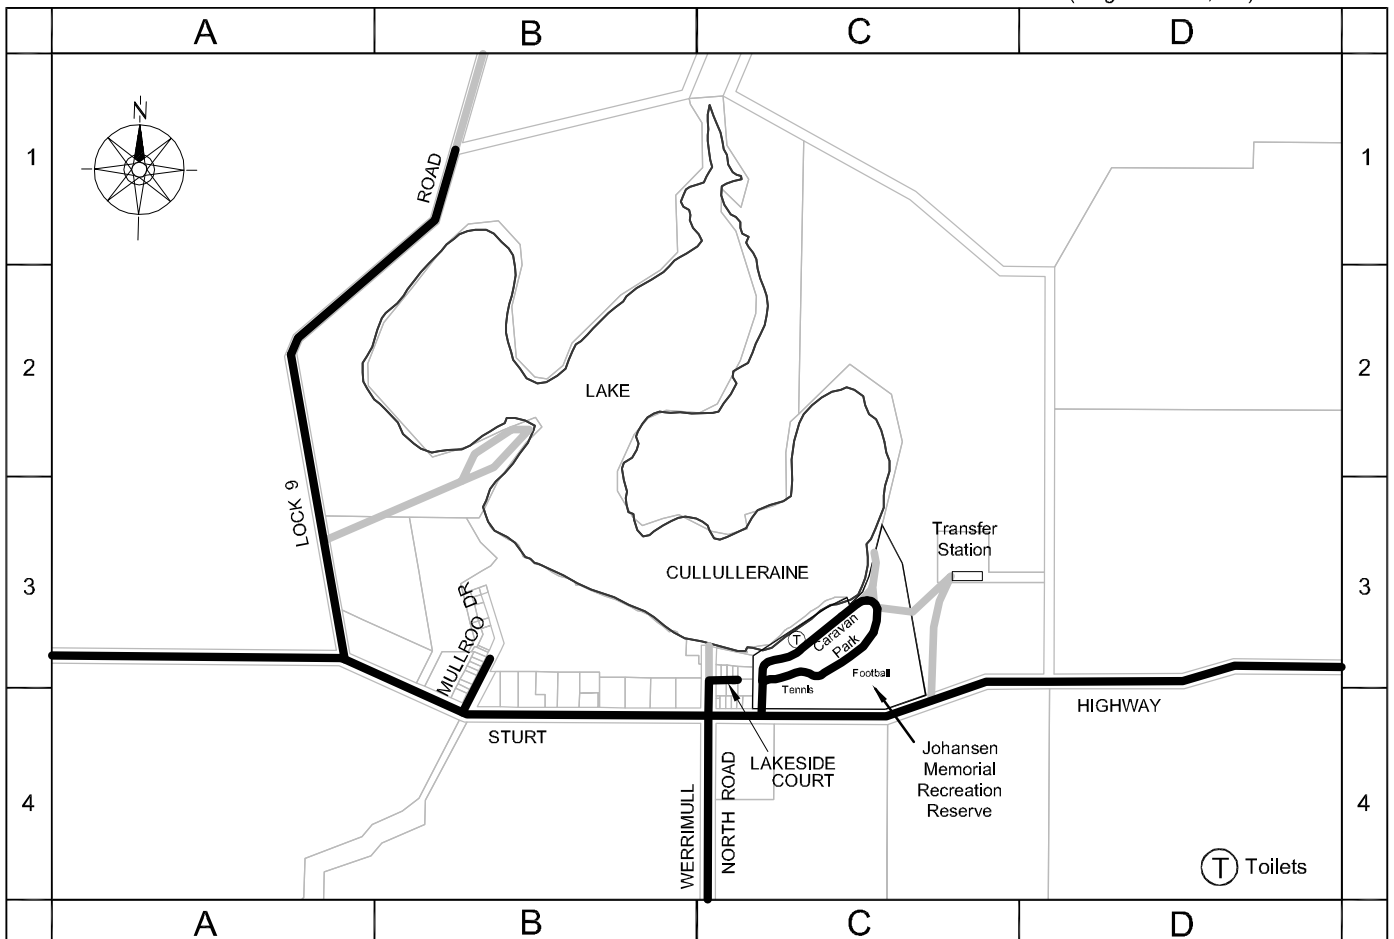 A B C D
N
1 1
ROAD
2 2
LAKE
LOCK 9
Transfer
Station
3 3
CULLULLERAINE
MULLROO DR
T
Caravan
Park
Football
Tennis
HIGHWAY
STURT
LAKESIDE
COURT
Johansen
Memorial
Recreation
Reserve
4 4
WERRIMULL
NORTH ROAD
T Toilets
A B C D